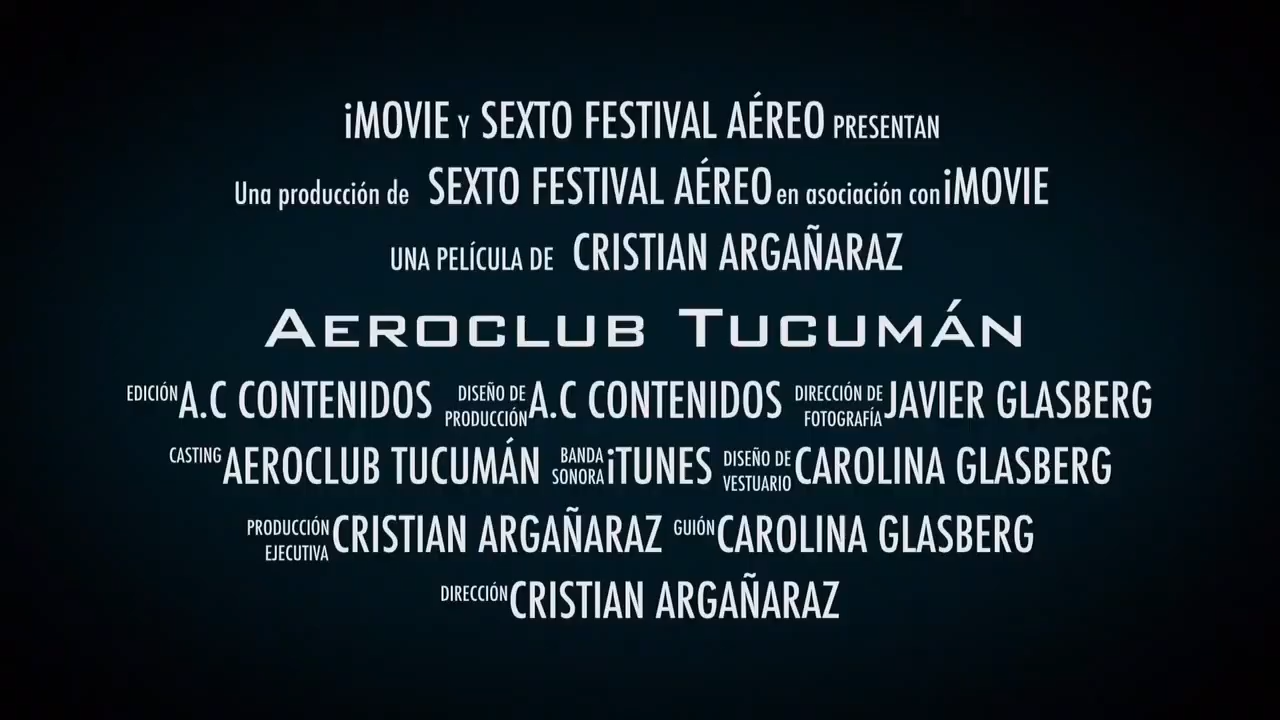 iMOVIE Y SEXTO FESTIVAL AÉREO PRESENTAN
Una producción de SEXTO FESTIVAL AÉREO en asociación con iMOVIE
UNA PELÍCULA DE CRISTIAN ARGAÑARAZ
AEROCLUB TUCUMÁN
EDICIÓN A.C CONTENIDOS DISEÑO DE PRODUCCIÓN A.C CONTENIDOS DIRECCIÓN DE FOTOGRAFÍA JAVIER GLASBERG
CASTING AEROCLUB TUCUMÁN BANDA SONORA iTUNES DISEÑO DE VESTUARIO CAROLINA GLASBERG
PRODUCCIÓN EJECUTIVA CRISTIAN ARGAÑARAZ GUIÓN CAROLINA GLASBERG
DIRECCIÓN CRISTIAN ARGAÑARAZ